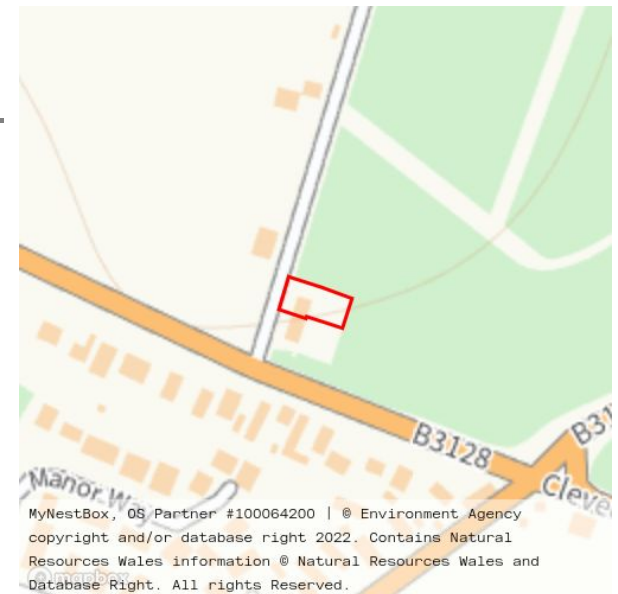 B3128
B31
Cleve
Manor Way
MyNestBox, OS Partner #100064200 | © Environment Agency
copyright and/or database right 2022. Contains Natural
Resources Wales information © Natural Resources Wales and
Database Right. All rights Reserved.
mapbox